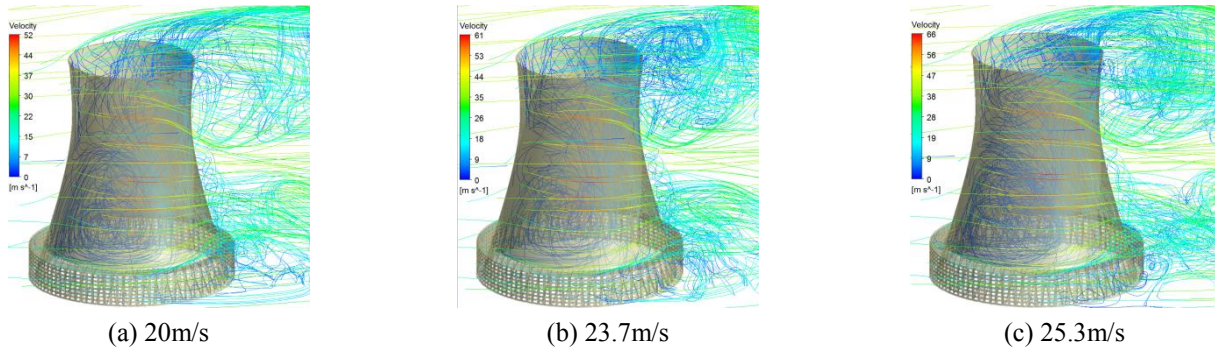 Velocity
52
44
37
30
22
15
7
0
[m s^-1]
(a) 20m/s
Velocity
61
53
44
35
26
18
9
0
[m s^-1]
(b) 23.7m/s
Velocity
66
56
47
38
28
19
9
0
[m s^-1]
(c) 25.3m/s